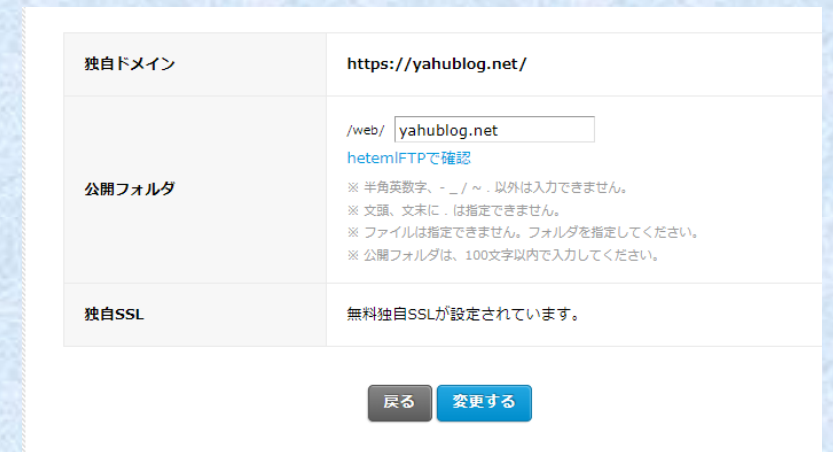 独自ドメイン
https://yahublog.net/
公開フォルダ
/web/ yahublog.net
hetemlFTPで確認
※ 半角英数字、- _ / ~ . 以外は入力できません。
※ 文頭、文末に . は指定できません。
※ ファイルは指定できません。フォルダを指定してください。
※ 公開フォルダは、100文字以内で入力してください。
独自SSL
無料独自SSLが設定されています。
戻る
変更する